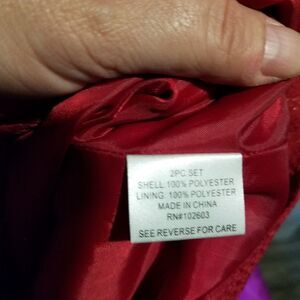 2PC SET
SHELL: 100% POLYESTER
LINING: 100% POLYESTER
MADE IN CHINA
RN#102603
SEE REVERSE FOR CARE